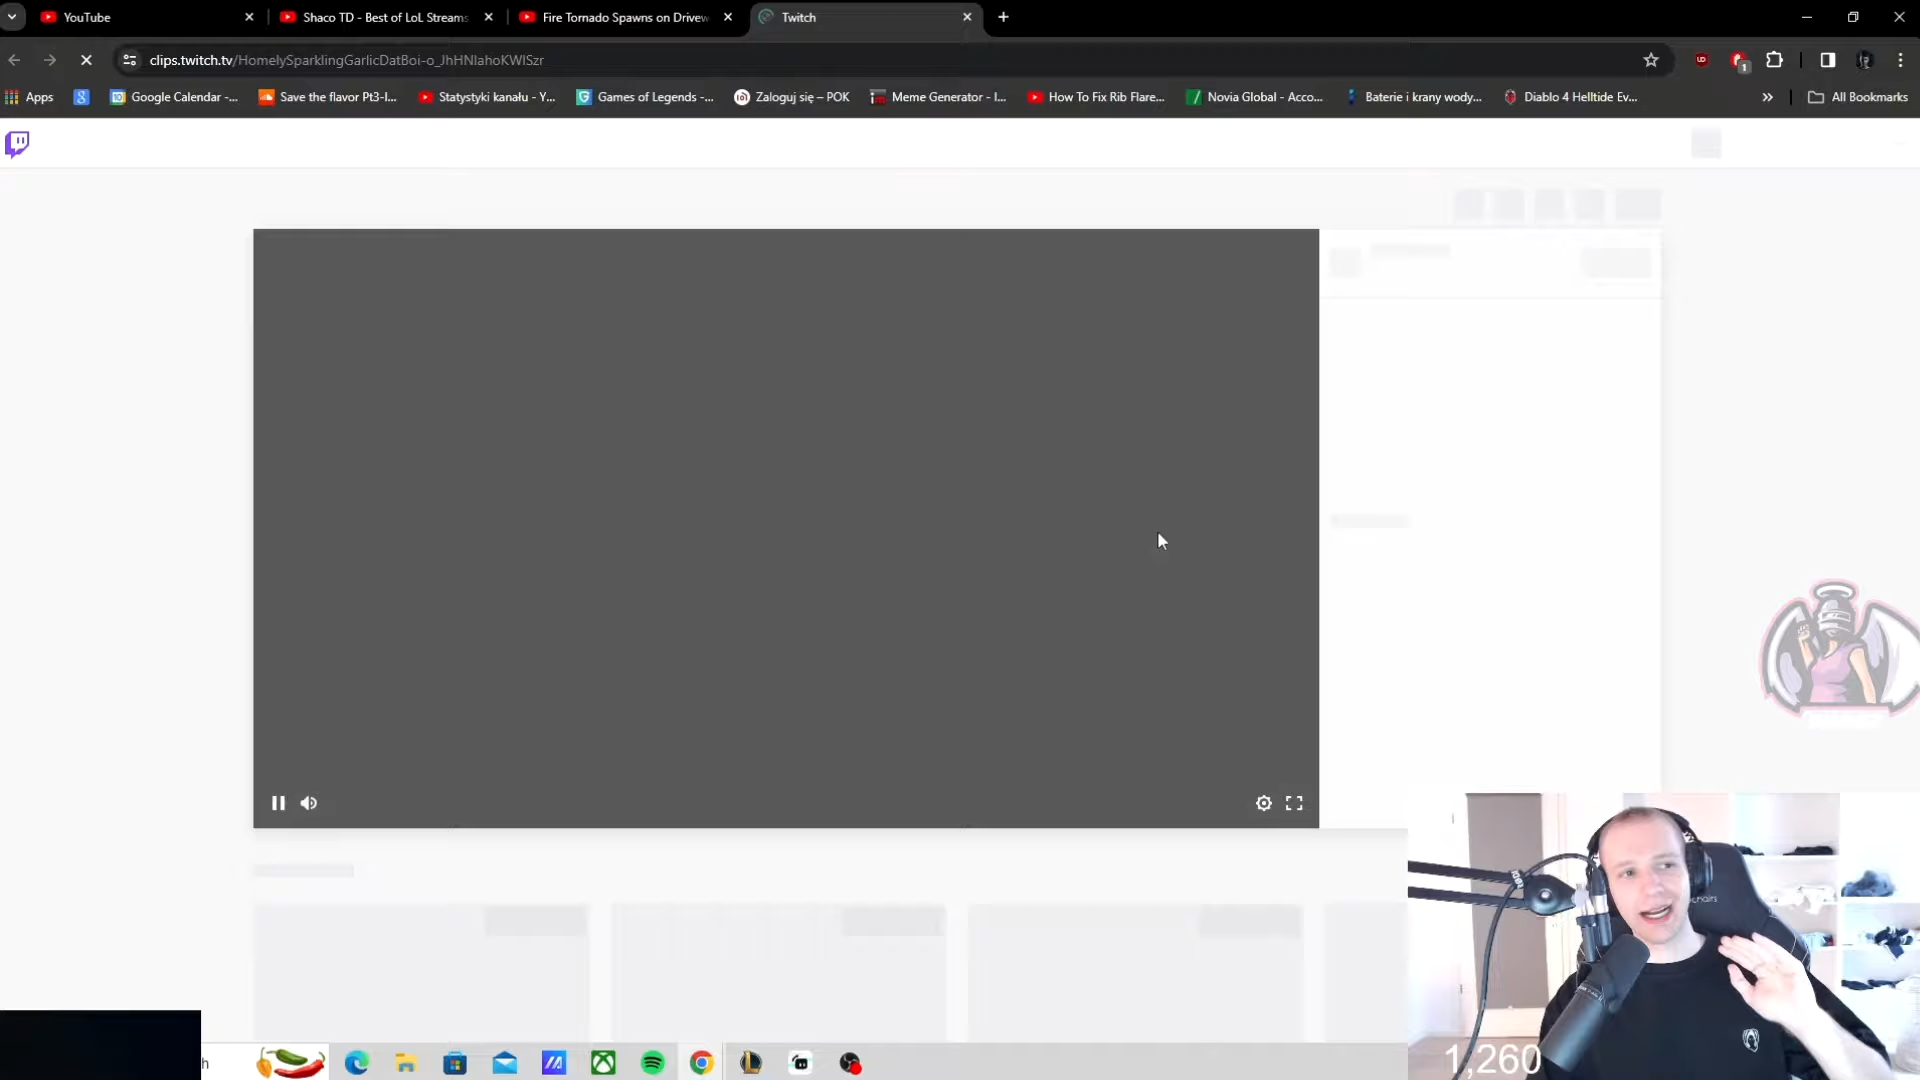 YouTube
Shaco TD - Best of LoL Streams
Fire Tornado Spawns on Drivew
Twitch
clips.twitch.tv/HomelySparklingGarlicDatBoi-o_JhHNlahoKWlSzr
Apps
Google Calendar -...
Save the flavor Pt3-I...
Statystyki kanału - Y...
Games of Legends -...
Zaloguj się – POK
Meme Generator - I...
How To Fix Rib Flare...
Novia Global - Acco...
Baterie i krany wody...
Diablo 4 Helltide Ev...
All Bookmarks
1
h
1,260